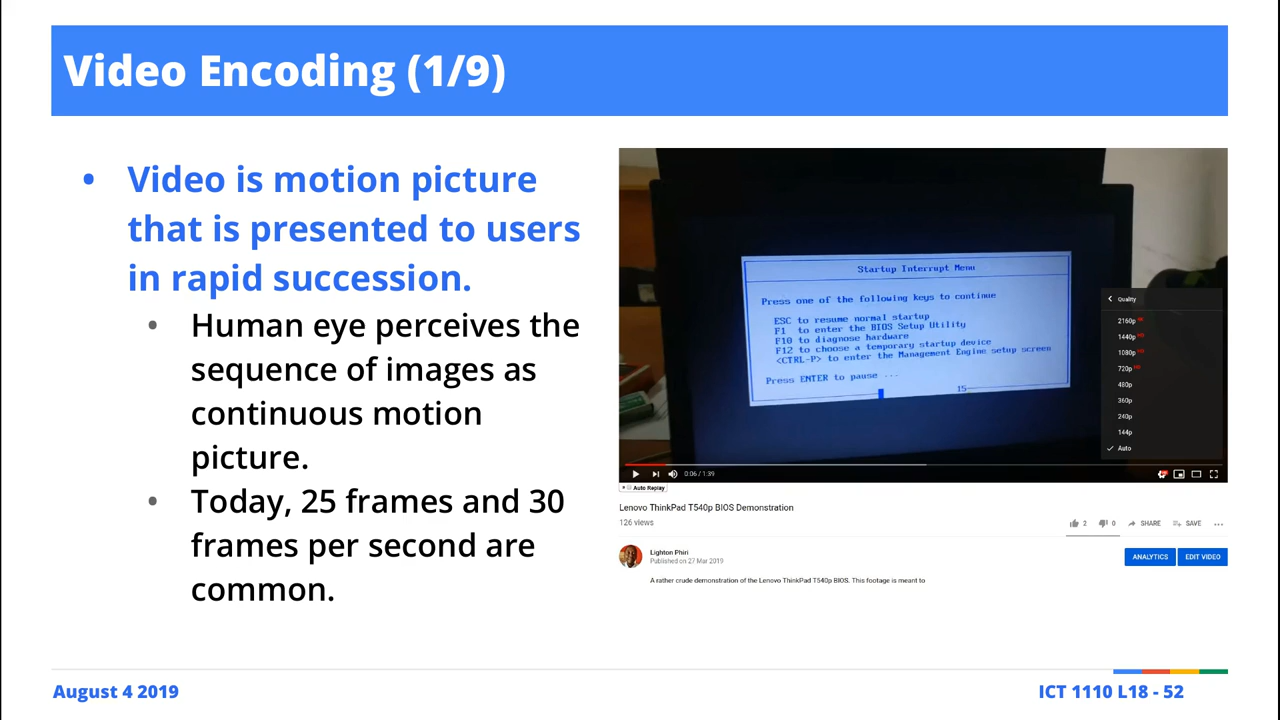 Video Encoding (1/9)
• Video is motion picture
that is presented to users
in rapid succession.
• Human eye perceives the
sequence of images as
continuous motion
picture.
• Today, 25 frames and 30
frames per second are
common.
Startup Interrupt Menu
Press one of the following keys to continue
ESC to resume normal startup
F1 to enter the BIOS Setup Utility
F10 to diagnose hardware
F12 to choose a temporary startup device
<CTRL-P> to enter the Management Engine setup screen
Press ENTER to pause ...
15
Quality
2160p
1440p HD
1080p HD
720p HD
480p
360p
240p
144p
Auto
0:06 / 1:39
Auto Replay
Lenovo ThinkPad T540p BIOS Demonstration
126 views
2 0 SHARE SAVE ...
Lighton Phiri
Published on 27 Mar 2019
ANALYTICS EDIT VIDEO
A rather crude demonstration of the Lenovo ThinkPad T540p BIOS. This footage is meant to
August 4 2019
ICT 1110 L18 - 52